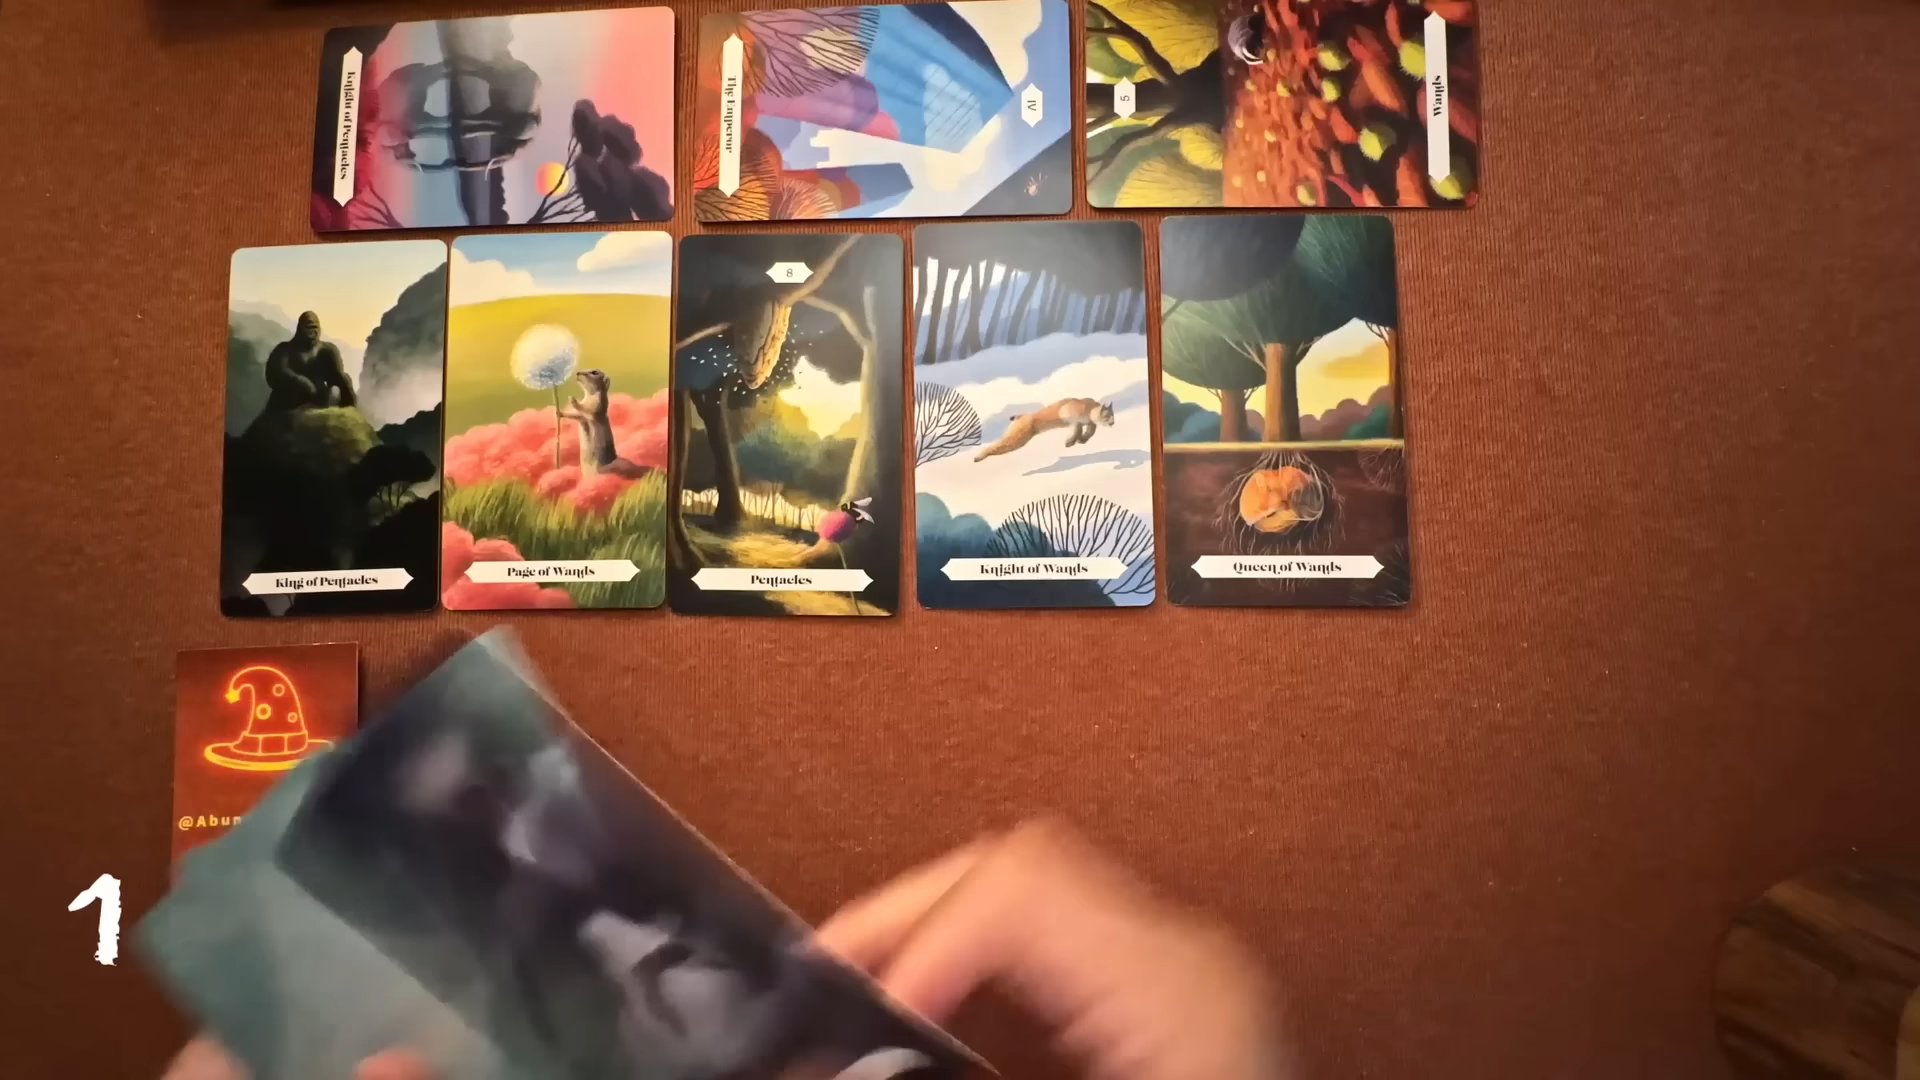 Knight of Pentacles
The Emperor
IV
5
Wands
King of Pentacles
Page of Wands
8
Pentacles
Knight of Wands
Queen of Wands
@Abun
1